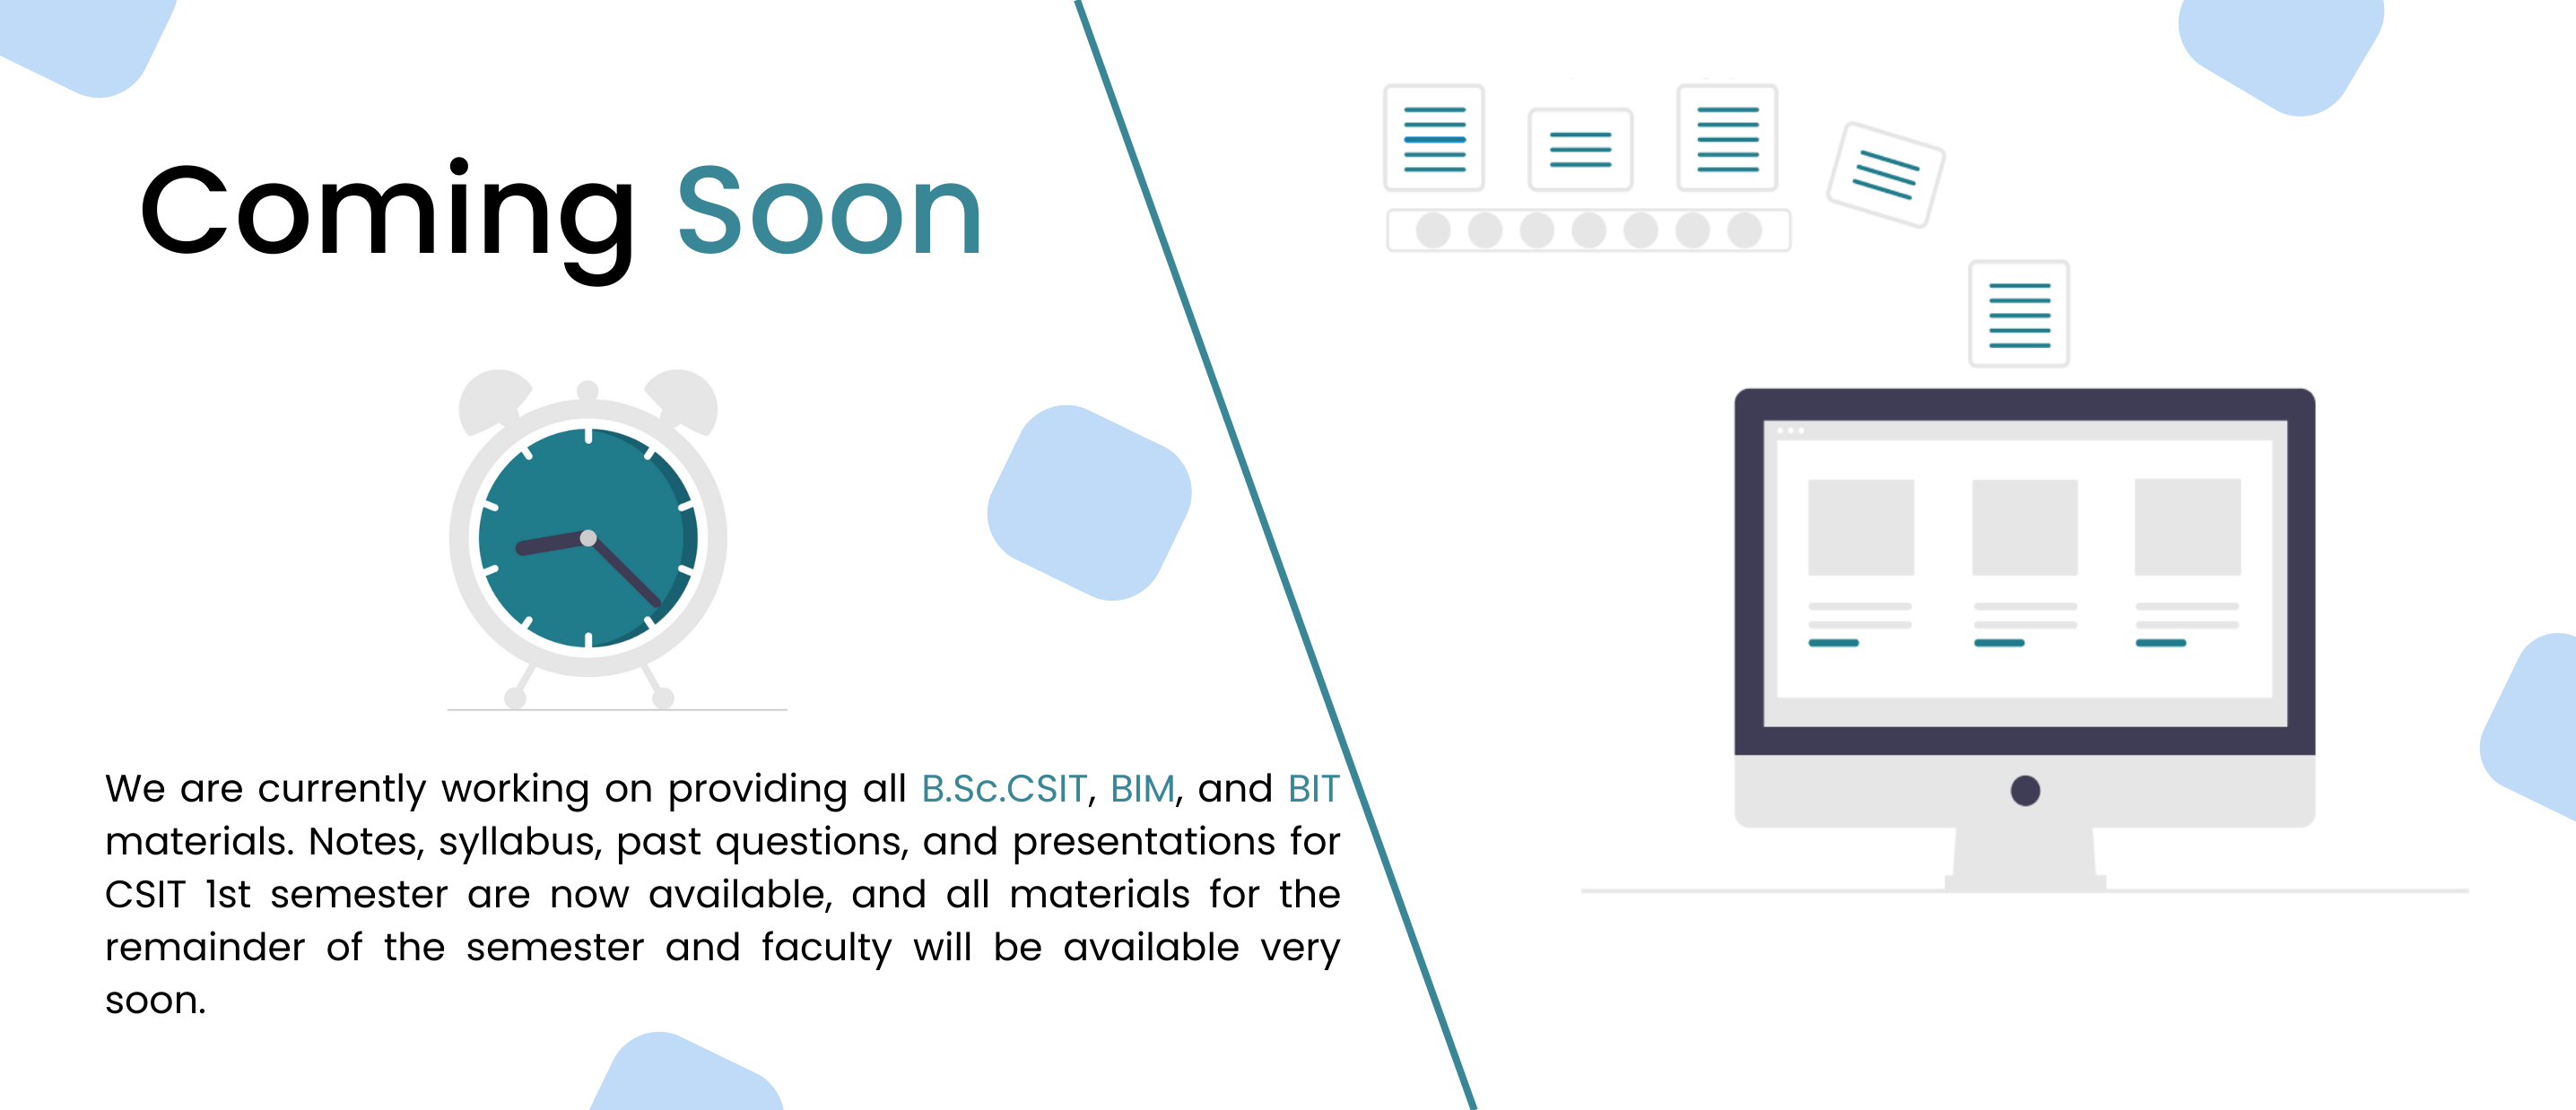 Coming Soon
We are currently working on providing all B.Sc.CSIT, BIM, and BIT
materials. Notes, syllabus, past questions, and presentations for
CSIT 1st semester are now available, and all materials for the
remainder of the semester and faculty will be available very
soon.